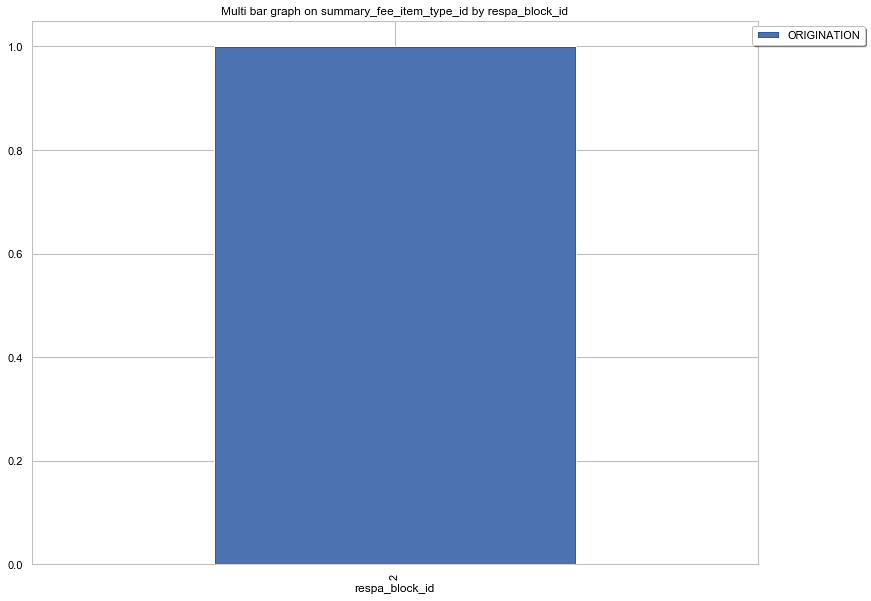 Multi bar graph on summary_fee_item_type_id by respa_block_id
ORIGINATION
1.0
0.8
0.6
0.4
0.2
0.0
2
respa_block_id